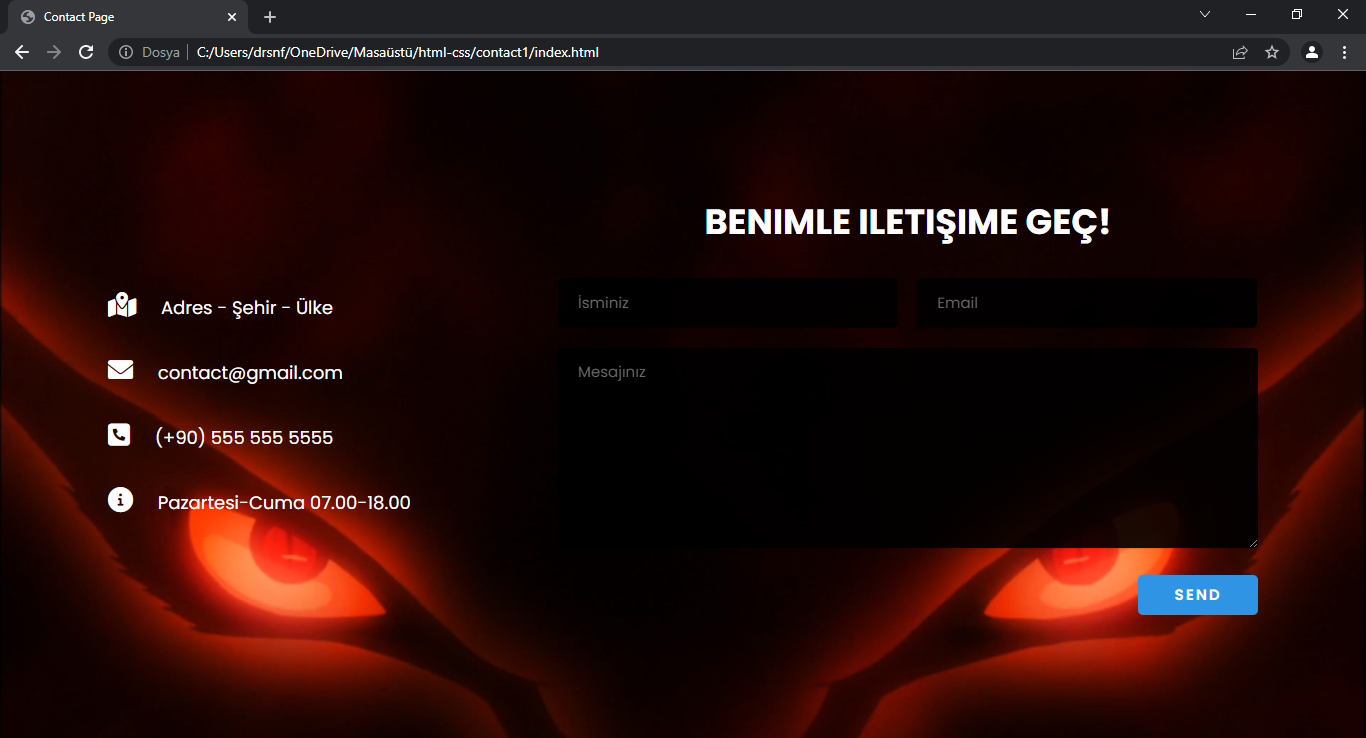 Contact Page
Dosya C:/Users/drsnf/OneDrive/Masaüstü/html-css/contact1/index.html
BENIMLE ILETIŞIME GEÇ!
Adres - Şehir - Ülke
contact@gmail.com
(+90) 555 555 5555
Pazartesi-Cuma 07.00-18.00
İsminiz
Email
Mesajınız
SEND